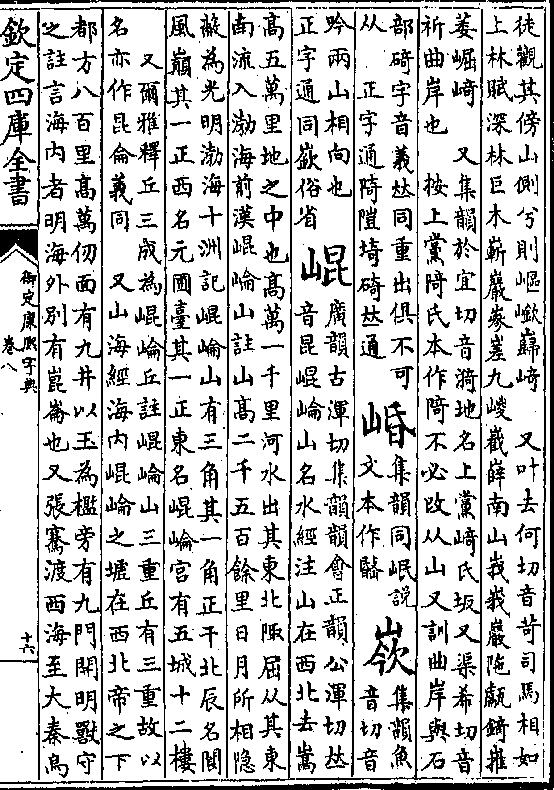 徒觀其傍山側兮則嶇嶔巋崎　又叶去何切音苛司馬相如
上林賦深林巨木嶄巖㟥嵳九嵕巀嶭南山峩峩巖陁甗錡摧
萎崛崎　又集韻於宜切音漪地名上黨崎氏坂又渠希切音
祈曲岸也　按上黨陭氏本作陭不必改从山又訓曲岸與石
部碕字音義𠀤同重出俱不可
从　正字通隯隑埼碕𠀤通
㟭
集韻同岷說
文本作𨻵
㟲
集韻魚
音切音
吟兩山相向也
正字通同嶔俗省
崐
廣韻古渾切集韻韻會正韻公渾切𠀤
音昆崐崘山名水經注山在西北去嵩
高五萬里地之中也高萬一千里河水出其東北陬屈从其東
南流入渤海前漢崐崘山註山高二千五百餘里日月所相隱
蔽為光明渤海十洲記崐崘山有三角其一角正干北辰名閬
風巔其一正西名元圃臺其一正東名崐崘宮有五城十二樓
　又爾雅釋丘三成為崐崘丘註崐崘山三重丘有三重故以
名亦作昆侖義同　又山海經海内崐崘之墟在西北帝之下
都方八百里高萬仞面有九井以玉為檻旁有九門開明獸守
之註言海内者明海外別有崑崙也又張騫渡西海至大秦烏
欽定四庫全書
御定康熙字典
卷八
十六